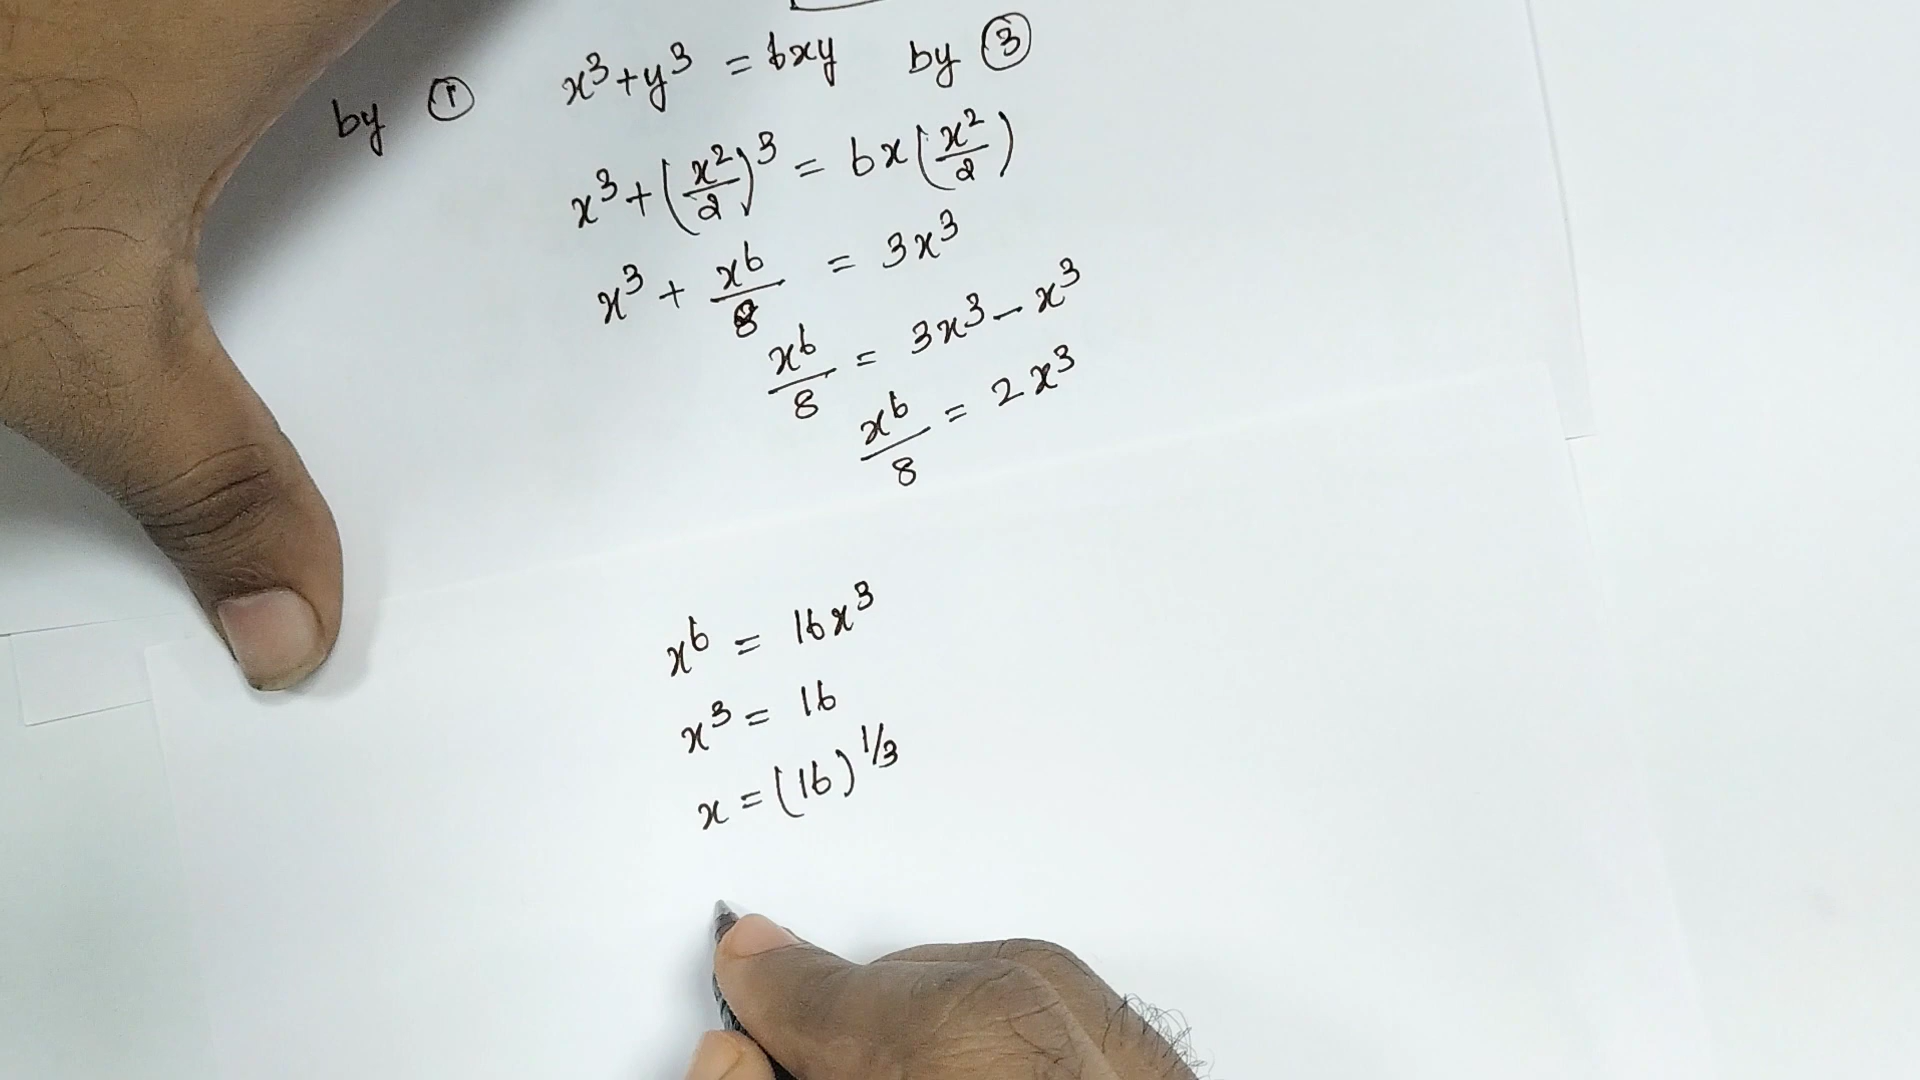 by ① x³+y³ = 6xy by ③
x³+(x²/2)³ = 6x(x²/2)
x³ + x⁶/8 = 3x³
x⁶/8 = 3x³ − x³
x⁶/8 = 2x³
x⁶ = 16x³
x³ = 16
x = (16)^1/3